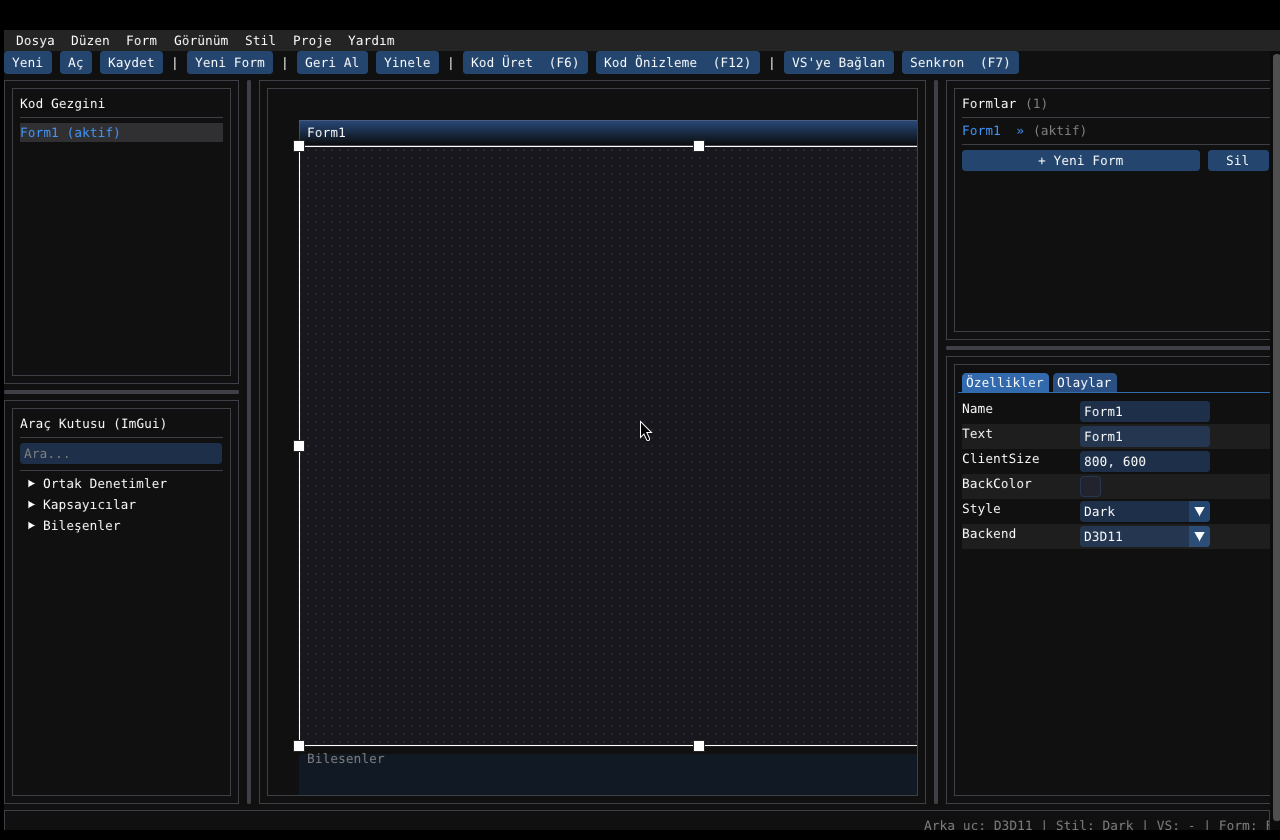 Dosya Düzen Form Görünüm Stil Proje Yardım
Yeni Aç Kaydet | Yeni Form | Geri Al Yinele | Kod Üret (F6) Kod Önizleme (F12) | VS'ye Bağlan Senkron (F7)
Kod Gezgini
Form1 (aktif)
Araç Kutusu (ImGui)
Ara...
Ortak Denetimler
Kapsayıcılar
Bileşenler
Form1
Bilesenler
Formlar (1)
Form1 » (aktif)
+ Yeni Form Sil
Özellikler Olaylar
Name Form1
Text Form1
ClientSize 800, 600
BackColor
Style Dark
Backend D3D11
Arka uc: D3D11 | Stil: Dark | VS: - | Form: